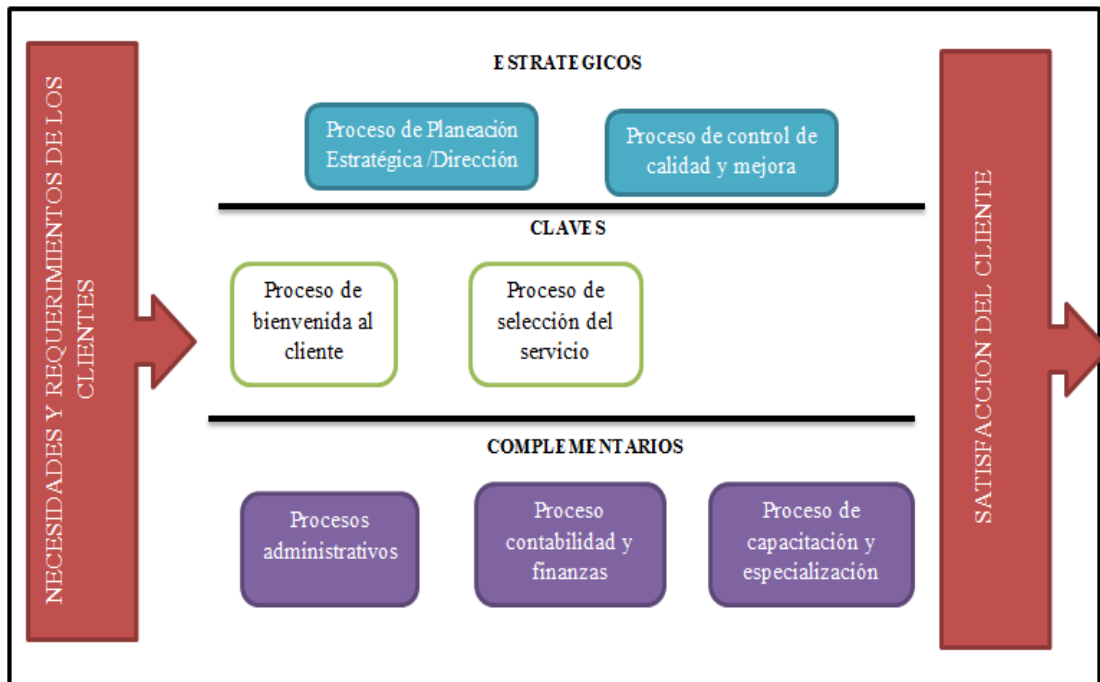 NECESIDADES Y REQUERIMIENTOS DE LOS
CLIENTES
ESTRATEGICOS
Proceso de Planeación
Estratégica /Dirección
Proceso de control de
calidad y mejora
CLAVES
Proceso de
bienvenida al
cliente
Proceso de
selección del
servicio
COMPLEMENTARIOS
Procesos
administrativos
Proceso
contabilidad y
finanzas
Proceso de
capacitación y
especialización
SATISFACCION DEL CLIENTE